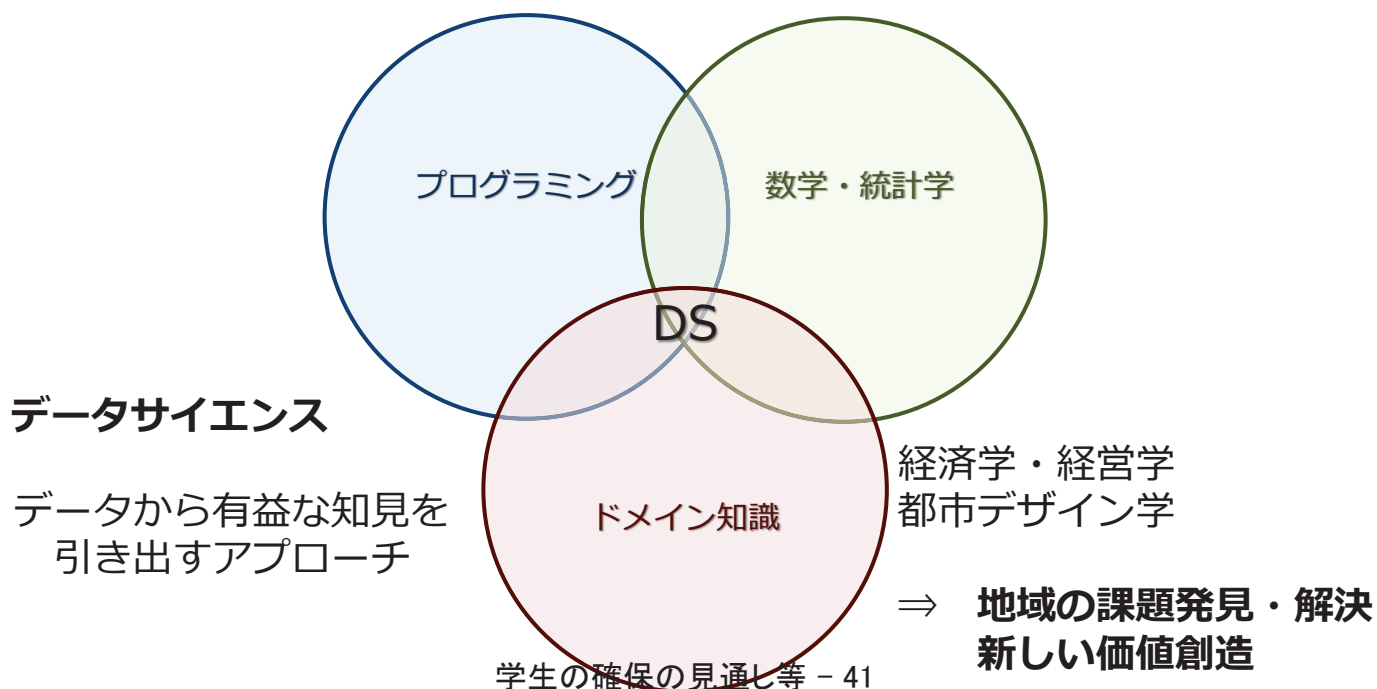 プログラミング
数学・統計学
DS
データサイエンス
データから有益な知見を
引き出すアプローチ
ドメイン知識
経済学・経営学
都市デザイン学
⇒ 地域の課題発見・解決
新しい価値創造
学生の確保の見通し等 – 41